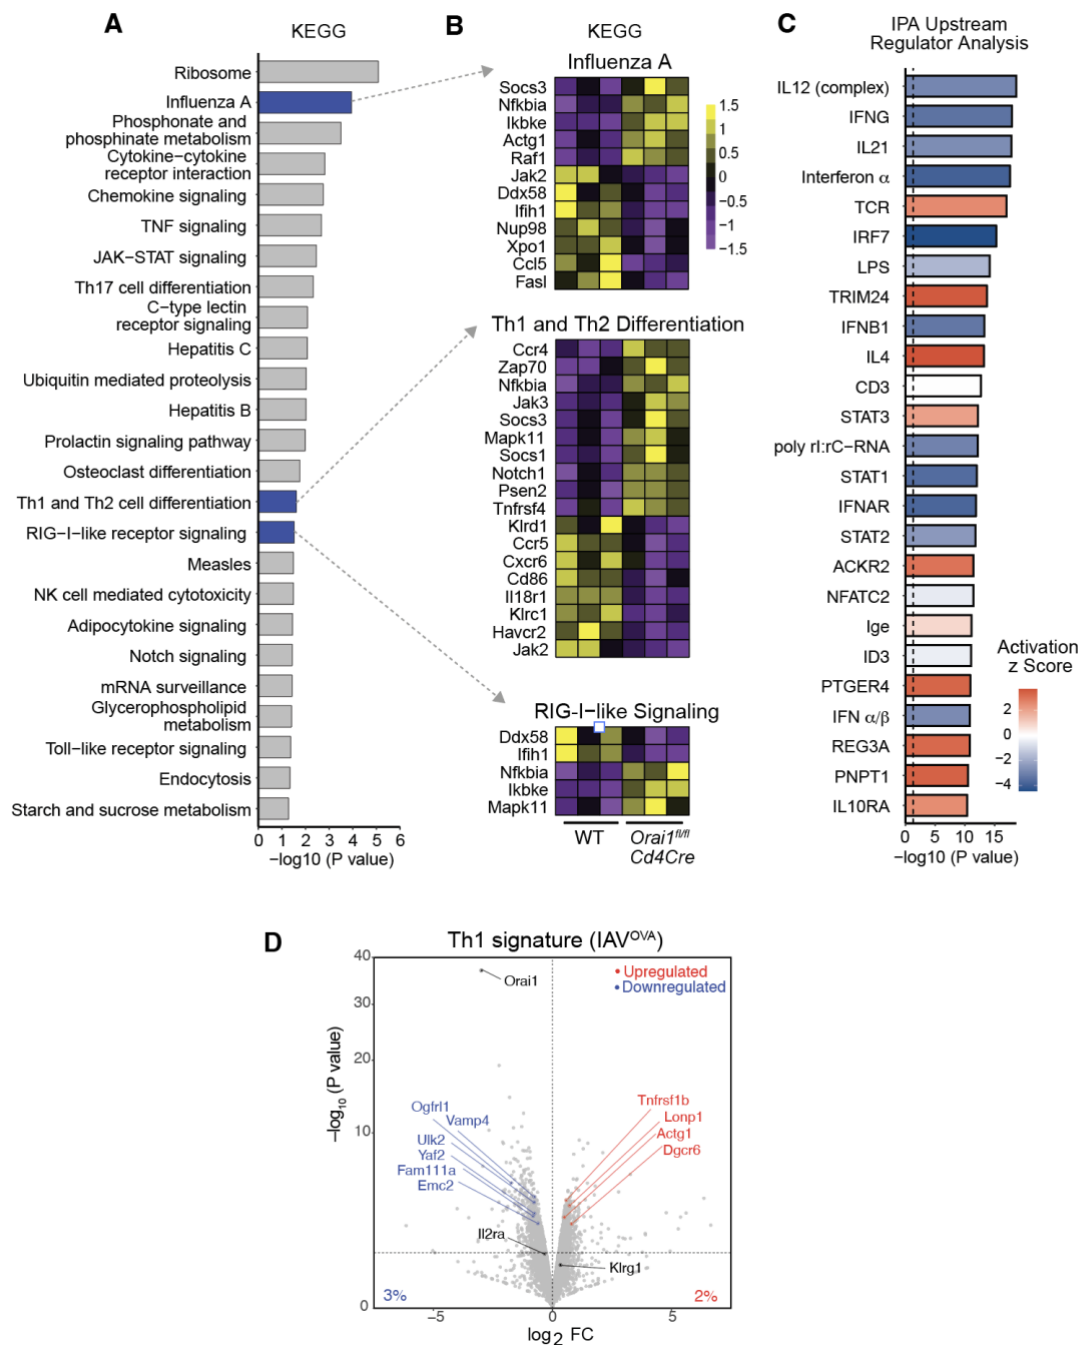 A
KEGG
Ribosome
Influenza A
Phosphonate and
phosphinate metabolism
Cytokine−cytokine
receptor interaction
Chemokine signaling
TNF signaling
JAK−STAT signaling
Th17 cell differentiation
C−type lectin
receptor signaling
Hepatitis C
Ubiquitin mediated proteolysis
Hepatitis B
Prolactin signaling pathway
Osteoclast differentiation
Th1 and Th2 cell differentiation
RIG−I−like receptor signaling
Measles
NK cell mediated cytotoxicity
Adipocytokine signaling
Notch signaling
mRNA surveillance
Glycerophospholipid
metabolism
Toll−like receptor signaling
Endocytosis
Starch and sucrose metabolism
0 1 2 3 4 5 6
−log10 (P value)
B
KEGG
Influenza A
Socs3
Nfkbia
Ikbke
Actg1
Raf1
Jak2
Ddx58
Ifih1
Nup98
Xpo1
Ccl5
Fasl
1.5
1
0.5
0
−0.5
−1
−1.5
Th1 and Th2 Differentiation
Ccr4
Zap70
Nfkbia
Jak3
Socs3
Mapk11
Socs1
Notch1
Psen2
Tnfrsf4
Klrd1
Ccr5
Cxcr6
Cd86
Il18r1
Klrc1
Havcr2
Jak2
RIG-I−like Signaling
Ddx58
Ifih1
Nfkbia
Ikbke
Mapk11
WT
Orai1fl/fl
Cd4Cre
C
IPA Upstream
Regulator Analysis
IL12 (complex)
IFNG
IL21
Interferon α
TCR
IRF7
LPS
TRIM24
IFNB1
IL4
CD3
STAT3
poly rI:rC−RNA
STAT1
IFNAR
STAT2
ACKR2
NFATC2
Ige
ID3
PTGER4
IFN α/β
REG3A
PNPT1
IL10RA
0 5 10 15
−log10 (P value)
Activation
z Score
2
0
−2
−4
D
Th1 signature (IAVOVA)
40
30
20
10
0
−log10 (P value)
Orai1
Upregulated
Downregulated
Ogfrl1
Vamp4
Ulk2
Yaf2
Fam111a
Emc2
Tnfrsf1b
Lonp1
Actg1
Dgcr6
Il2ra
Klrg1
3%
2%
−5 0 5
log2 FC